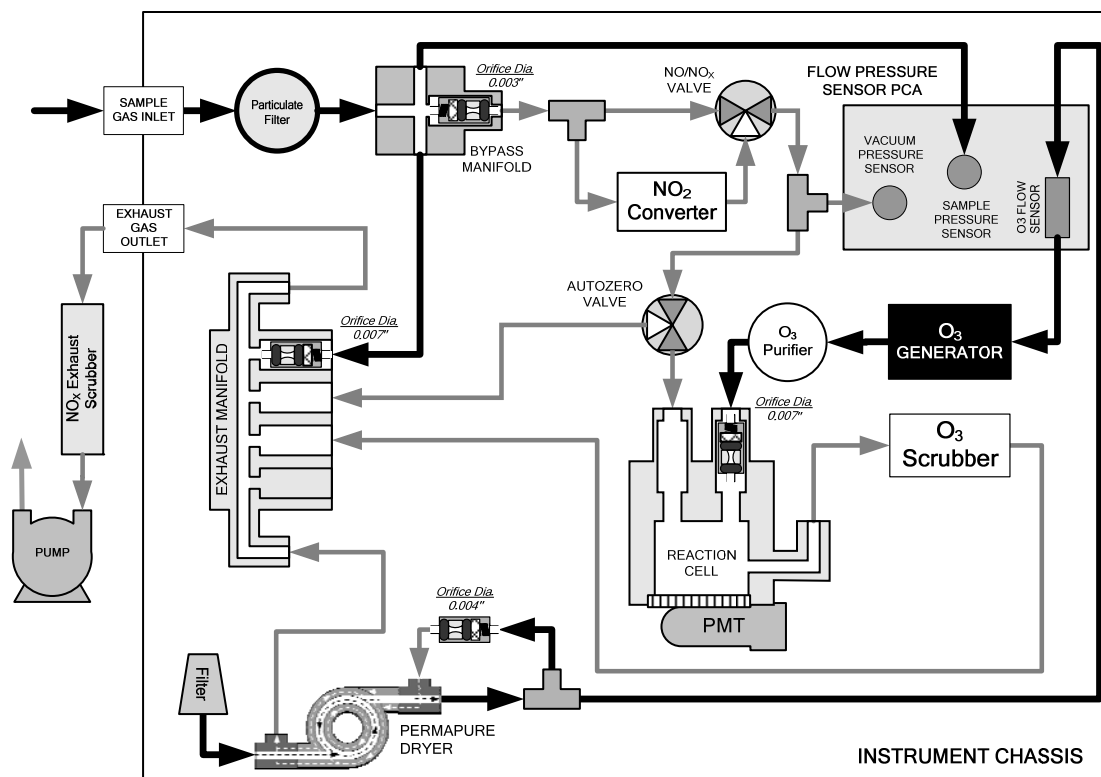 Orifice Dia.
0.003"
NO/NOX
VALVE
FLOW PRESSURE
SENSOR PCA
SAMPLE
GAS INLET
Particulate
Filter
BYPASS
MANIFOLD
NO2
Converter
VACUUM
PRESSURE
SENSOR
SAMPLE
PRESSURE
SENSOR
O3 FLOW
SENSOR
EXHAUST
GAS
OUTLET
AUTOZERO
VALVE
Orifice Dia.
0.007"
O3
Purifier
O3
GENERATOR
NOX Exhaust
Scrubber
EXHAUST MANIFOLD
Orifice Dia.
0.007"
O3
Scrubber
PUMP
REACTION
CELL
Orifice Dia.
0.004"
PMT
Filter
PERMAPURE
DRYER
INSTRUMENT CHASSIS